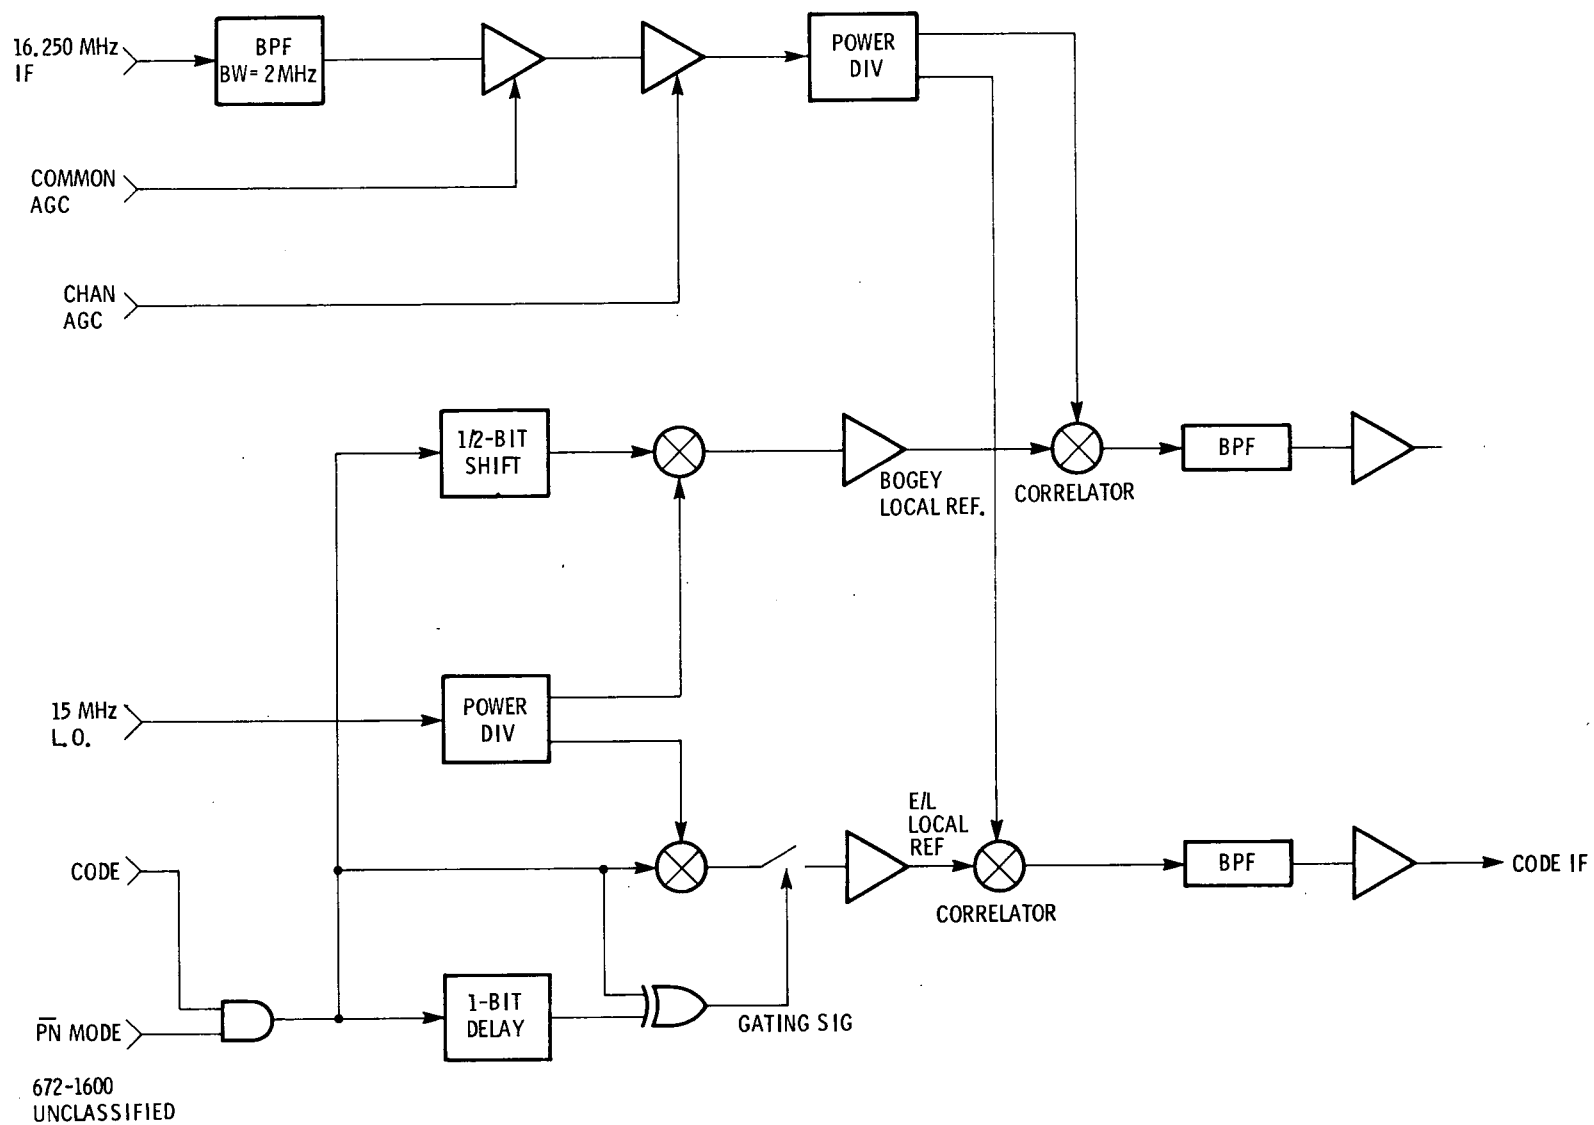 16.250 MHz
IF
BPF
BW = 2 MHz
POWER
DIV
COMMON
AGC
CHAN
AGC
1/2-BIT
SHIFT
BOGEY
LOCAL REF.
CORRELATOR
BPF
15 MHz
L.O.
POWER
DIV
E/L
LOCAL
REF
CODE
BPF
CODE IF
CORRELATOR
1-BIT
DELAY
GATING SIG
P̅N̅ MODE
672-1600
UNCLASSIFIED